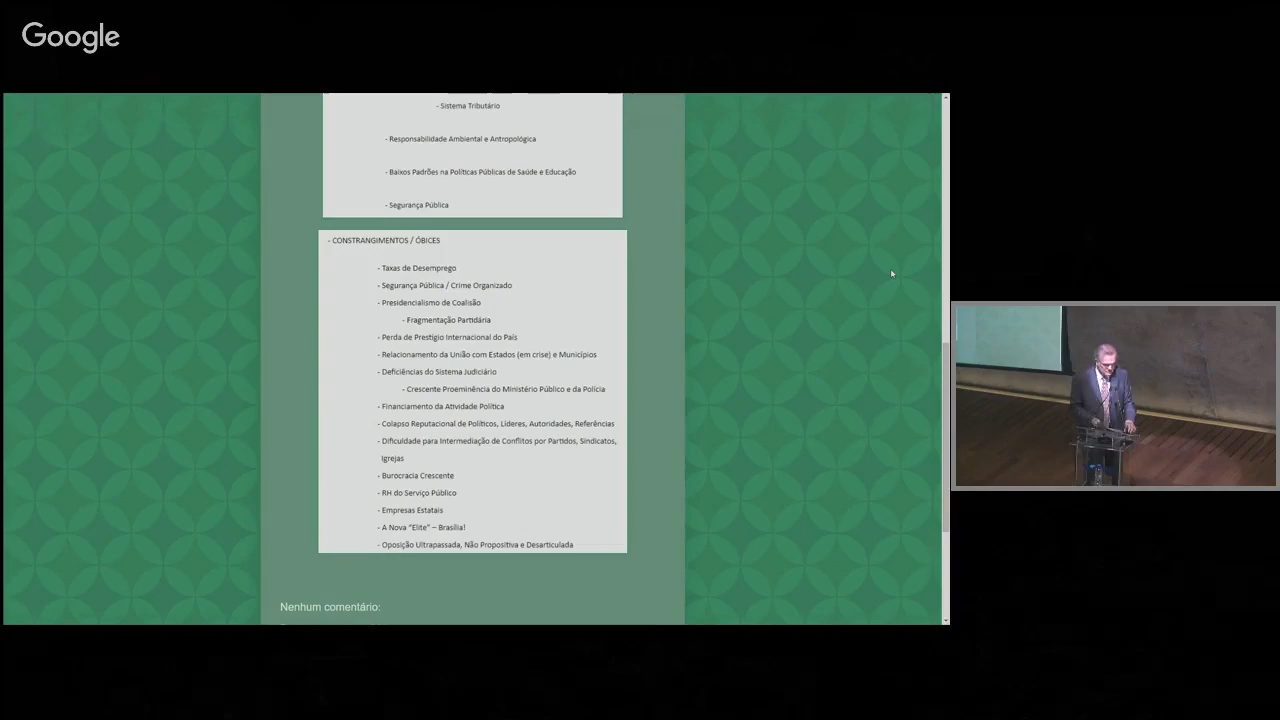 Google
- Sistema Tributário
- Responsabilidade Ambiental e Antropológica
- Baixos Padrões na Políticas Públicas de Saúde e Educação
- Segurança Pública
- CONSTRANGIMENTOS / ÓBICES
- Taxas de Desemprego
- Segurança Pública / Crime Organizado
- Presidencialismo de Coalisão
- Fragmentação Partidária
- Perda de Prestígio Internacional do País
- Relacionamento da União com Estados (em crise) e Municípios
- Deficiências do Sistema Judiciário
- Crescente Proeminência do Ministério Público e da Polícia
- Financiamento da Atividade Política
- Colapso Reputacional de Políticos, Líderes, Autoridades, Referências
- Dificuldade para Intermediação de Conflitos por Partidos, Sindicatos,
Igrejas
- Burocracia Crescente
- RH do Serviço Público
- Empresas Estatais
- A Nova “Elite” – Brasília!
- Oposição Ultrapassada, Não Propositiva e Desarticulada
Nenhum comentário: